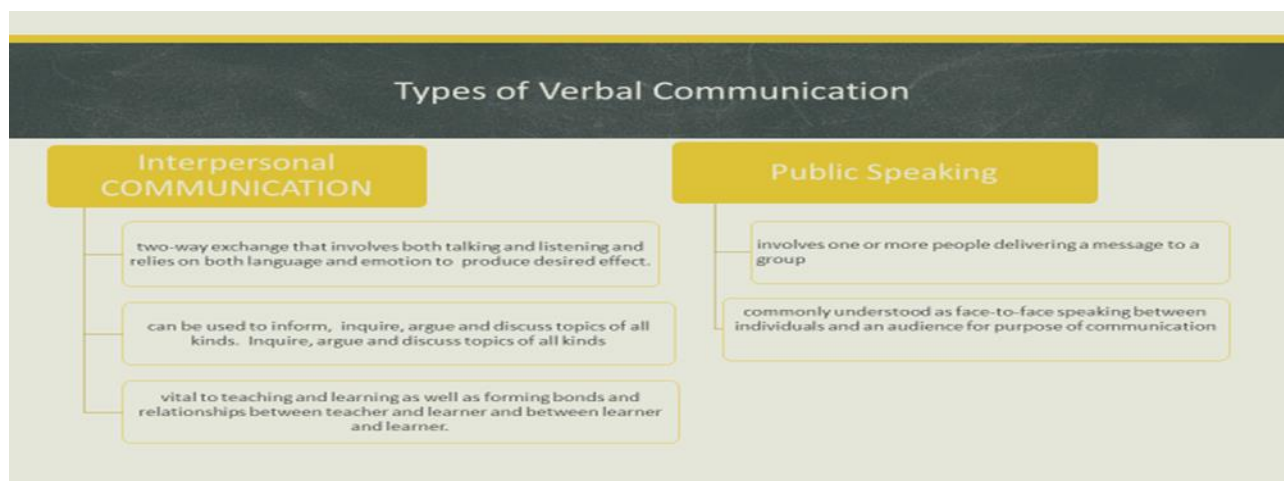 Types of Verbal Communication
Interpersonal
COMMUNICATION
two-way exchange that involves both talking and listening and
relies on both language and emotion to produce desired effect.
can be used to inform, inquire, argue and discuss topics of all
kinds. Inquire, argue and discuss topics of all kinds
vital to teaching and learning as well as forming bonds and
relationships between teacher and learner and between learner
and learner.
Public Speaking
involves one or more people delivering a message to a
group
commonly understood as face-to-face speaking between
individuals and an audience for purpose of communication